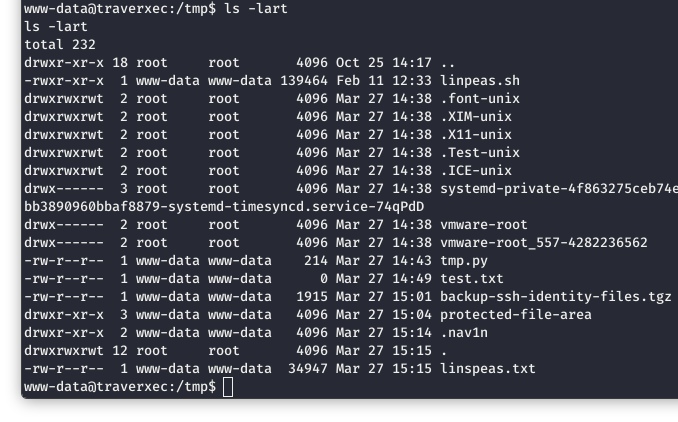 www-data@traverxec:/tmp$ ls -lart
ls -lart
total 232
drwxr-xr-x 18 root     root       4096 Oct 25 14:17 ..
-rwxr-xr-x  1 www-data www-data 139464 Feb 11 12:33 linpeas.sh
drwxrwxrwt  2 root     root       4096 Mar 27 14:38 .font-unix
drwxrwxrwt  2 root     root       4096 Mar 27 14:38 .XIM-unix
drwxrwxrwt  2 root     root       4096 Mar 27 14:38 .X11-unix
drwxrwxrwt  2 root     root       4096 Mar 27 14:38 .Test-unix
drwxrwxrwt  2 root     root       4096 Mar 27 14:38 .ICE-unix
drwx------  3 root     root       4096 Mar 27 14:38 systemd-private-4f863275ceb74e
bb3890960bbaf8879-systemd-timesyncd.service-74qPdD
drwx------  2 root     root       4096 Mar 27 14:38 vmware-root
drwx------  2 root     root       4096 Mar 27 14:38 vmware-root_557-4282236562
-rw-r--r--  1 www-data www-data    214 Mar 27 14:43 tmp.py
-rw-r--r--  1 www-data www-data      0 Mar 27 14:49 test.txt
-rw-r--r--  1 www-data www-data   1915 Mar 27 15:01 backup-ssh-identity-files.tgz
drwxr-xr-x  3 www-data www-data   4096 Mar 27 15:04 protected-file-area
drwxr-xr-x  2 www-data www-data   4096 Mar 27 15:14 .nav1n
drwxrwxrwt 12 root     root       4096 Mar 27 15:15 .
-rw-r--r--  1 www-data www-data  34947 Mar 27 15:15 linspeas.txt
www-data@traverxec:/tmp$